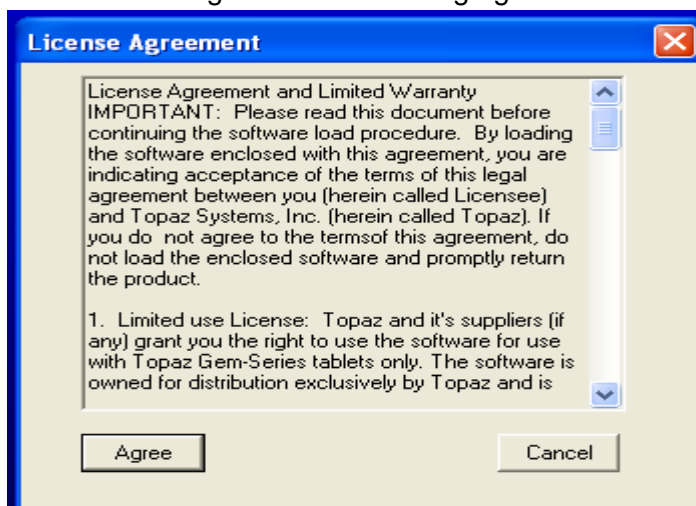 License Agreement
License Agreement and Limited Warranty
IMPORTANT:  Please read this document before
continuing the software load procedure.  By loading
the software enclosed with this agreement, you are
indicating acceptance of the terms of this legal
agreement between you (herein called Licensee)
and Topaz Systems, Inc. (herein called Topaz). If
you do  not agree to the termsof this agreement, do
not load the enclosed software and promptly return
the product.
1.  Limited use License:  Topaz and it's suppliers (if
any) grant you the right to use the software for use
with Topaz Gem-Series tablets only. The software is
owned for distribution exclusively by Topaz and is
Agree
Cancel